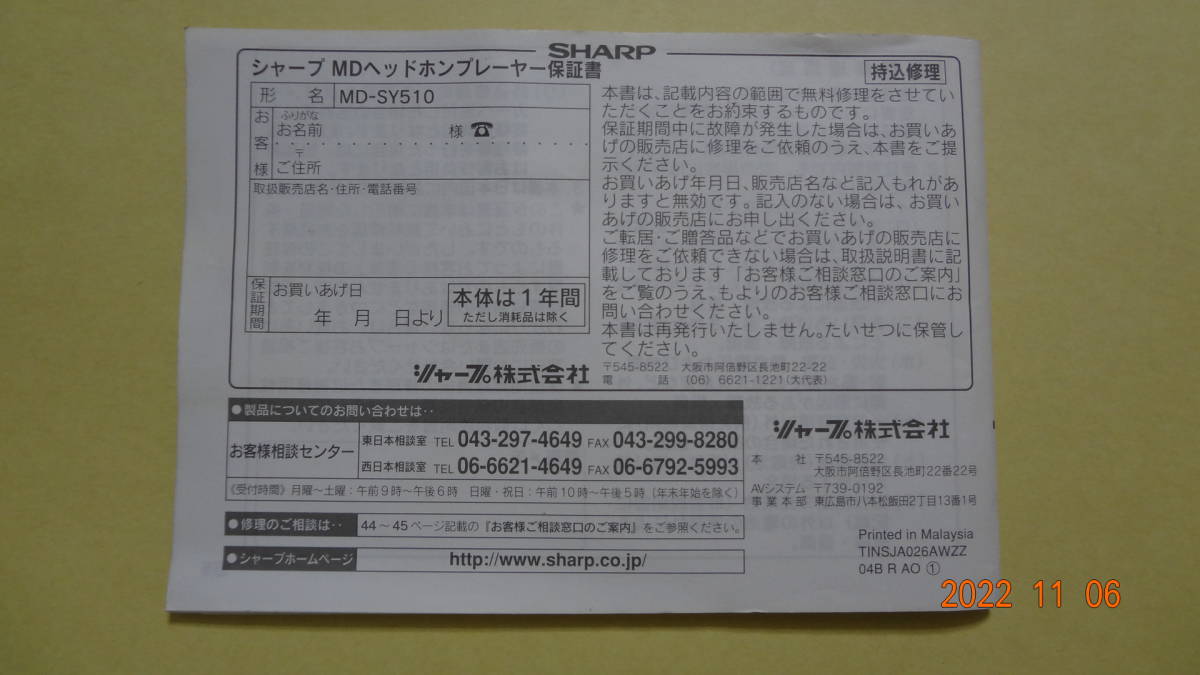 SHARP
シャープ MDヘッドホンプレーヤー保証書
持込修理
形 名 MD-SY510
お客様
ふりがな
お名前 様 ☎
〒
ご住所
取扱販売店名・住所・電話番号
保証期間
お買いあげ日
年 月 日より
本体は1年間
ただし消耗品は除く
本書は、記載内容の範囲で無料修理をさせてい
ただくことをお約束するものです。
保証期間中に故障が発生した場合は、お買いあ
げの販売店に修理をご依頼のうえ、本書をご提
示ください。
お買いあげ年月日、販売店名など記入もれがあ
りますと無効です。記入のない場合は、お買い
あげの販売店にお申し出ください。
ご転居・ご贈答品などでお買いあげの販売店に
修理をご依頼できない場合は、取扱説明書に記
載しております「お客様ご相談窓口のご案内」
をご覧のうえ、もよりのお客様ご相談窓口にお
問い合わせください。
本書は再発行いたしません。たいせつに保管し
てください。
シャープ株式会社
〒545-8522 大阪市阿倍野区長池町22-22
電 話 (06) 6621-1221(大代表)
●製品についてのお問い合わせは‥
お客様相談センター
東日本相談室 TEL 043-297-4649 FAX 043-299-8280
西日本相談室 TEL 06-6621-4649 FAX 06-6792-5993
《受付時間》月曜～土曜：午前9時～午後6時 日曜・祝日：午前10時～午後5時(年末年始を除く)
●修理のご相談は‥ 44～45ページ記載の『お客様ご相談窓口のご案内』をご参照ください。
●シャープホームページ http://www.sharp.co.jp/
シャープ株式会社
本 社 〒545-8522
大阪市阿倍野区長池町22番22号
AVシステム 〒739-0192
事業本部 東広島市八本松飯田2丁目13番1号
Printed in Malaysia
TINSJA026AWZZ
04B R AO ①
2022 11 06